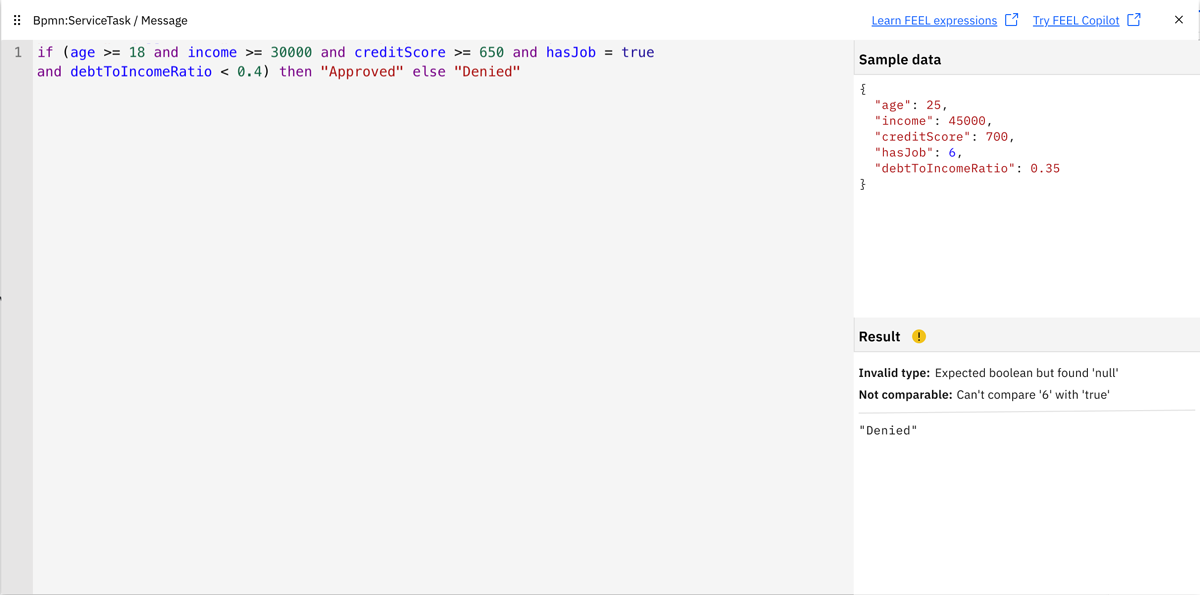 Bpmn:ServiceTask / Message
Learn FEEL expressions
Try FEEL Copilot
1
if (age >= 18 and income >= 30000 and creditScore >= 650 and hasJob = true
and debtToIncomeRatio < 0.4) then "Approved" else "Denied"
Sample data
{
"age": 25,
"income": 45000,
"creditScore": 700,
"hasJob": 6,
"debtToIncomeRatio": 0.35
}
Result
Invalid type: Expected boolean but found 'null'
Not comparable: Can't compare '6' with 'true'
"Denied"